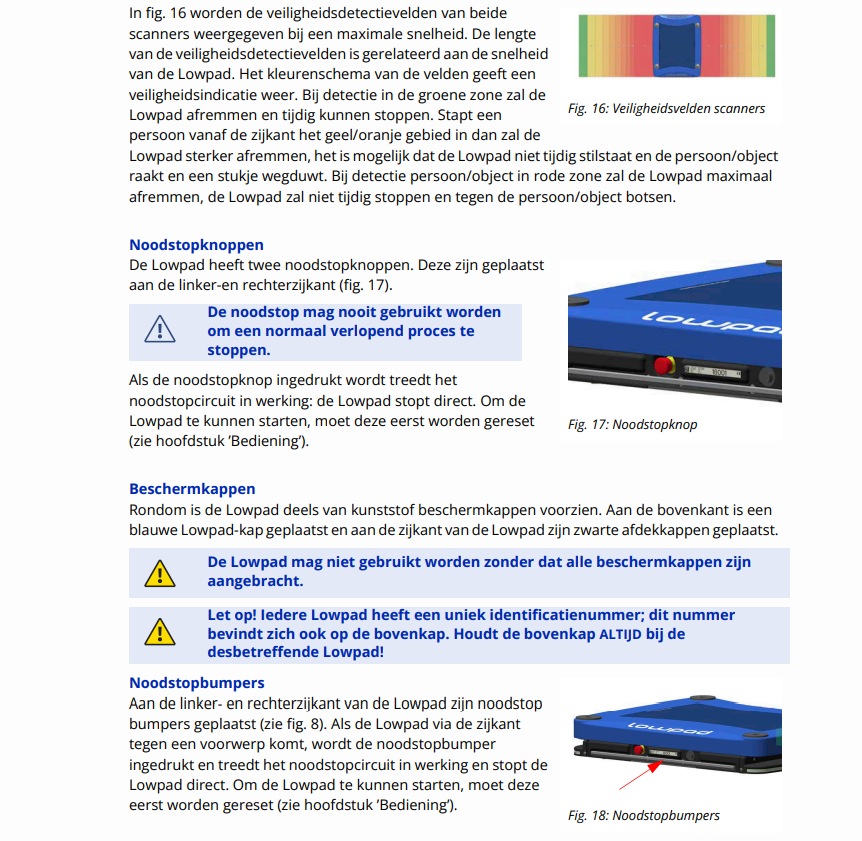 In fig. 16 worden de veiligheidsdetectievelden van beide
scanners weergegeven bij een maximale snelheid. De lengte
van de veiligheidsdetectievelden is gerelateerd aan de snelheid
van de Lowpad. Het kleurenschema van de velden geeft een
veiligheidsindicatie weer. Bij detectie in de groene zone zal de
Lowpad afremmen en tijdig kunnen stoppen. Stapt een
persoon vanaf de zijkant het geel/oranje gebied in dan zal de
Lowpad sterker afremmen, het is mogelijk dat de Lowpad niet tijdig stilstaat en de persoon/object
raakt en een stukje wegduwt. Bij detectie persoon/object in rode zone zal de Lowpad maximaal
afremmen, de Lowpad zal niet tijdig stoppen en tegen de persoon/object botsen.
Fig. 16: Veiligheidsvelden scanners
Noodstopknoppen
De Lowpad heeft twee noodstopknoppen. Deze zijn geplaatst
aan de linker-en rechterzijkant (fig. 17).
De noodstop mag nooit gebruikt worden
om een normaal verlopend proces te
stoppen.
Als de noodstopknop ingedrukt wordt treedt het
noodstopcircuit in werking: de Lowpad stopt direct. Om de
Lowpad te kunnen starten, moet deze eerst worden gereset
(zie hoofdstuk ‘Bediening’).
lowpad
Fig. 17: Noodstopknop
Beschermkappen
Rondom is de Lowpad deels van kunststof beschermkappen voorzien. Aan de bovenkant is een
blauwe Lowpad-kap geplaatst en aan de zijkant van de Lowpad zijn zwarte afdekkappen geplaatst.
De Lowpad mag niet gebruikt worden zonder dat alle beschermkappen zijn
aangebracht.
Let op! Iedere Lowpad heeft een uniek identificatienummer; dit nummer
bevindt zich ook op de bovenkap. Houdt de bovenkap ALTIJD bij de
desbetreffende Lowpad!
Noodstopbumpers
Aan de linker- en rechterzijkant van de Lowpad zijn noodstop
bumpers geplaatst (zie fig. 8). Als de Lowpad via de zijkant
tegen een voorwerp komt, wordt de noodstopbumper
ingedrukt en treedt het noodstopcircuit in werking en stopt de
Lowpad direct. Om de Lowpad te kunnen starten, moet deze
eerst worden gereset (zie hoofdstuk ‘Bediening’).
lowpad
Fig. 18: Noodstopbumpers